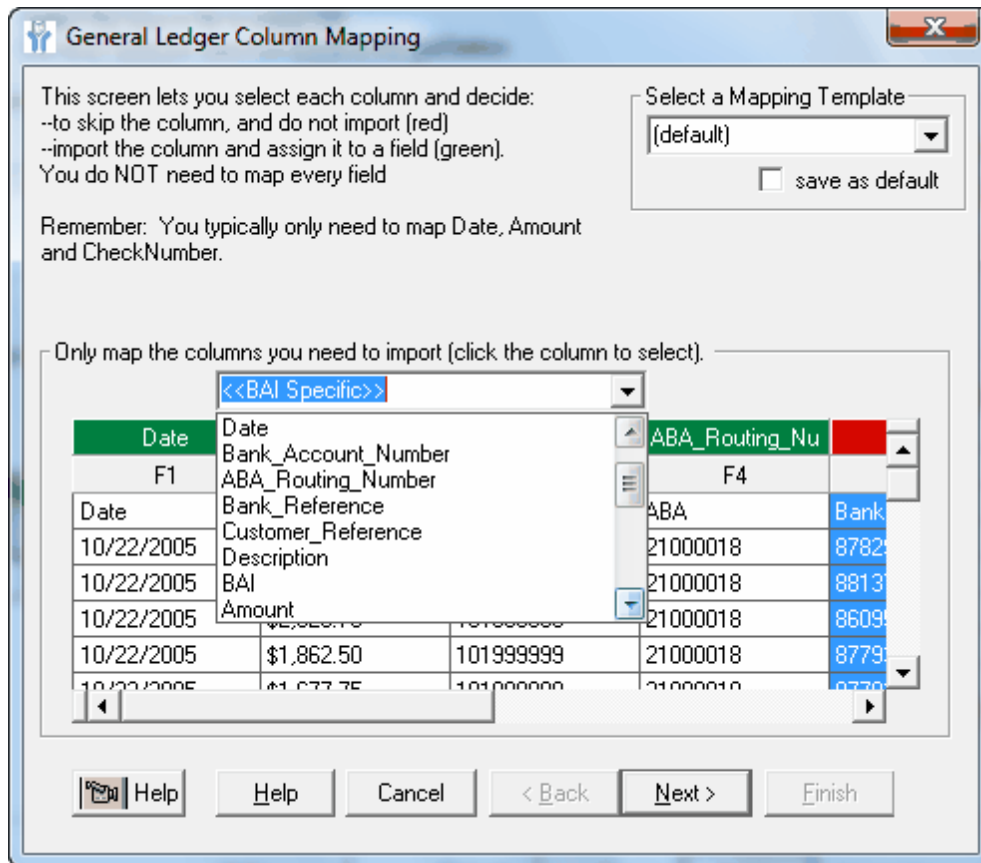 General Ledger Column Mapping
This screen lets you select each column and decide:
--to skip the column, and do not import (red)
--import the column and assign it to a field (green).
You do NOT need to map every field
Remember: You typically only need to map Date, Amount
and CheckNumber.
Select a Mapping Template
(default)
save as default
Only map the columns you need to import (click the column to select).
<<BAI Specific>>
Date
Bank_Account_Number
ABA_Routing_Number
Bank_Reference
Customer_Reference
Description
BAI
Amount
Date ABA_Routing_Nu
F1 F4
Date ABA Bank
10/22/2005 21000018 8782
10/22/2005 21000018 8813
10/22/2005 21000018 8609
10/22/2005 $1,862.50 101999999 21000018 8779
Help
Help
Cancel
< Back
Next >
Finish